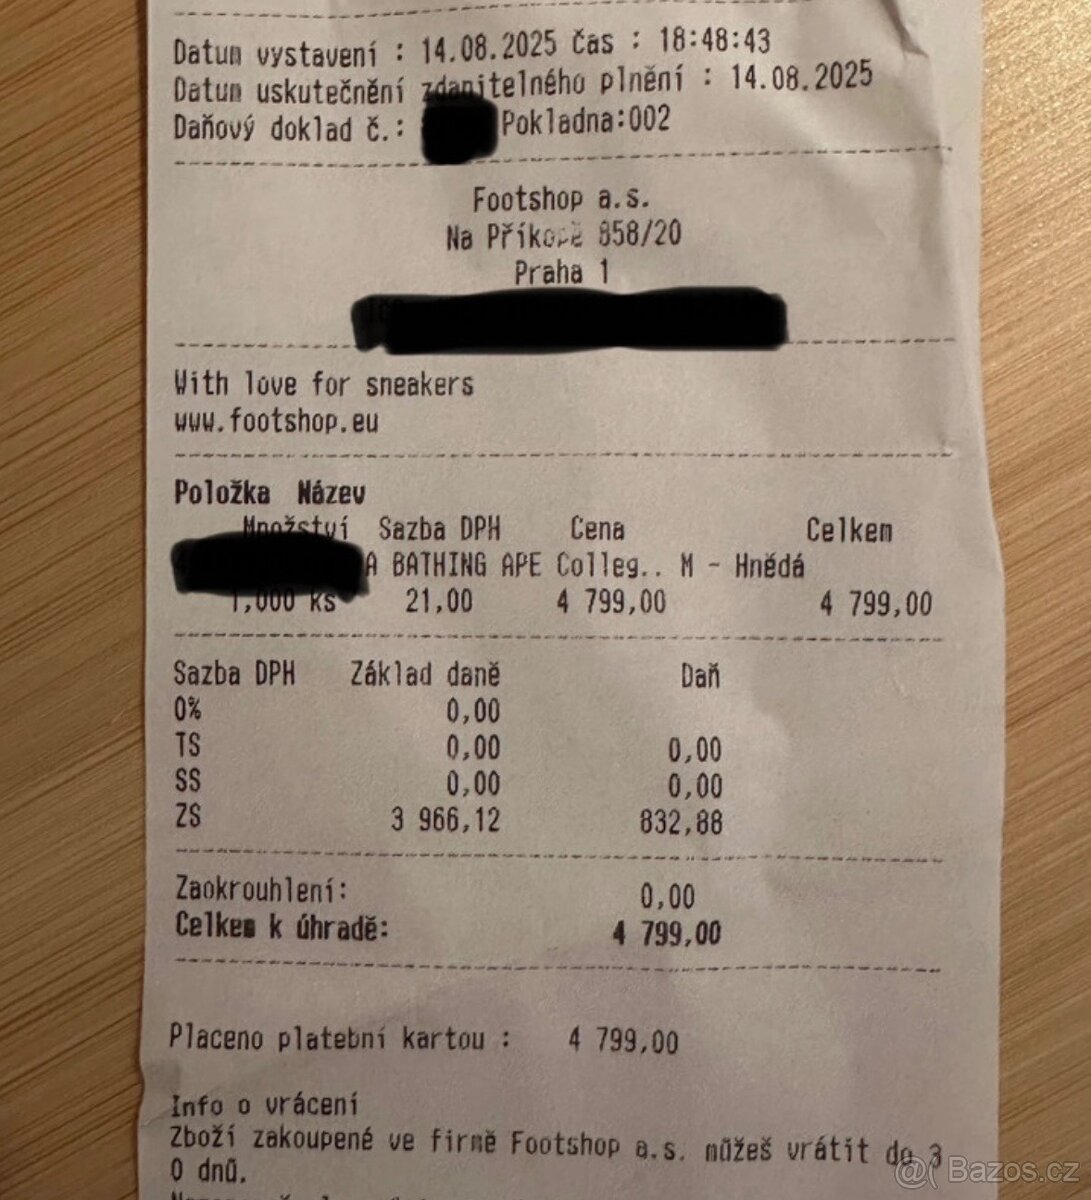 Datum vystavení : 14.08.2025 Čas : 18:48:43
Datum uskutečnění zdanitelného plnění : 14.08.2025
Daňový doklad č.: Pokladna:002
Footshop a.s.
Na Příkopě 858/20
Praha 1
With love for sneakers
www.footshop.eu
Položka Název
Množství Sazba DPH Cena Celkem
A BATHING APE Colleg.. M - Hnědá
1,000 ks 21,00 4 799,00 4 799,00
Sazba DPH Základ daně Daň
0% 0,00
TS 0,00 0,00
SS 0,00 0,00
ZS 3 966,12 832,88
Zaokrouhlení: 0,00
Celkem k úhradě: 4 799,00
Placeno platební kartou : 4 799,00
Info o vrácení
Zboží zakoupené ve firmě Footshop a.s. můžeš vrátit do 3
0 dnů.
@( Bazos.cz